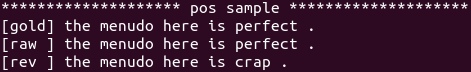 ******************** pos sample ********************
[gold] the menudo here is perfect .
[raw ] the menudo here is perfect .
[rev ] the menudo here is crap .